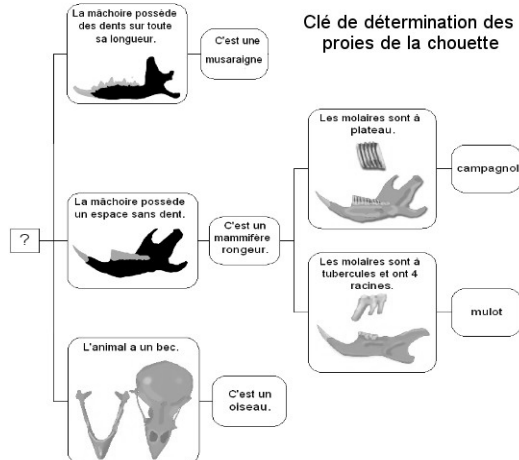 Clé de détermination des
proies de la chouette
La mâchoire possède
des dents sur toute
sa longueur.
C'est une
musaraigne
?
La mâchoire possède
un espace sans dent.
C'est un
mammifère
rongeur.
Les molaires sont à
plateau.
campagnol
Les molaires sont à
tubercules et ont 4
racines.
mulot
L'animal a un bec.
C'est un
oiseau.